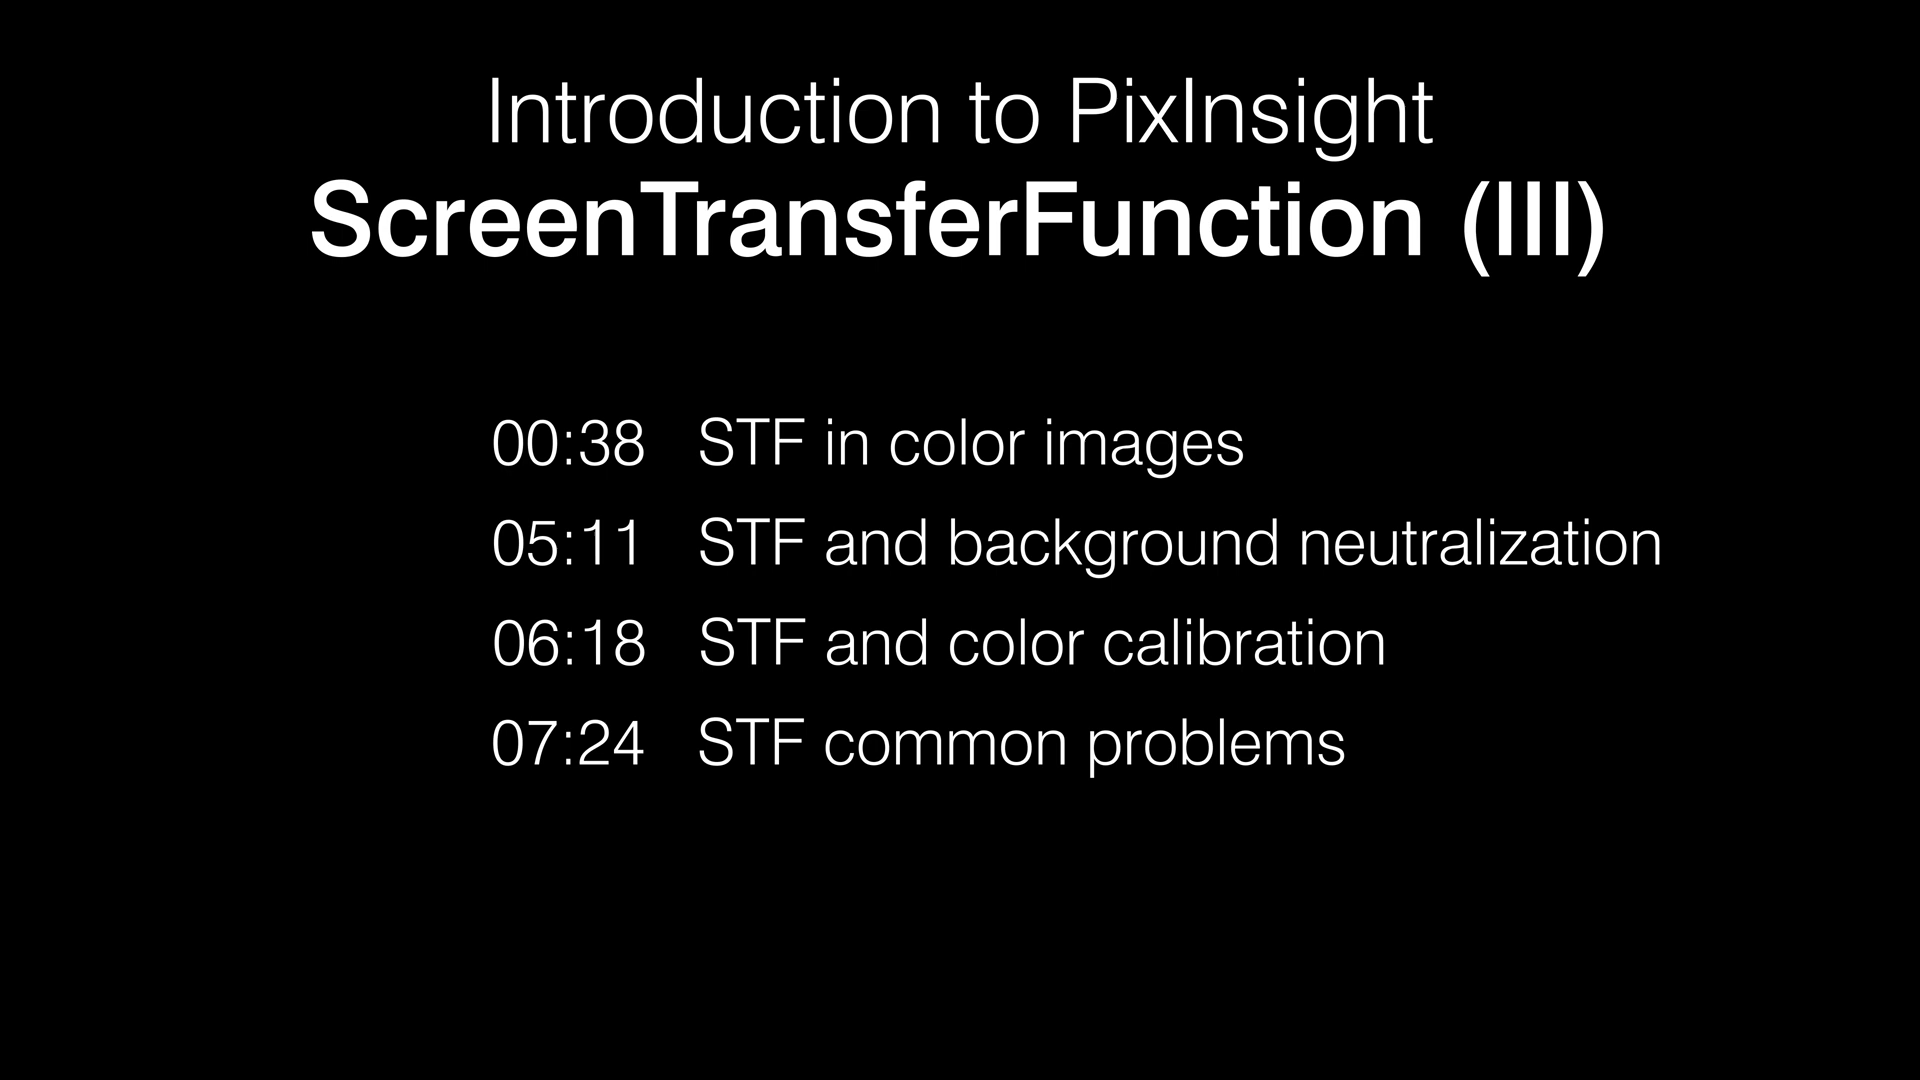 Introduction to PixInsight
ScreenTransferFunction (III)
00:38 STF in color images
05:11 STF and background neutralization
06:18 STF and color calibration
07:24 STF common problems